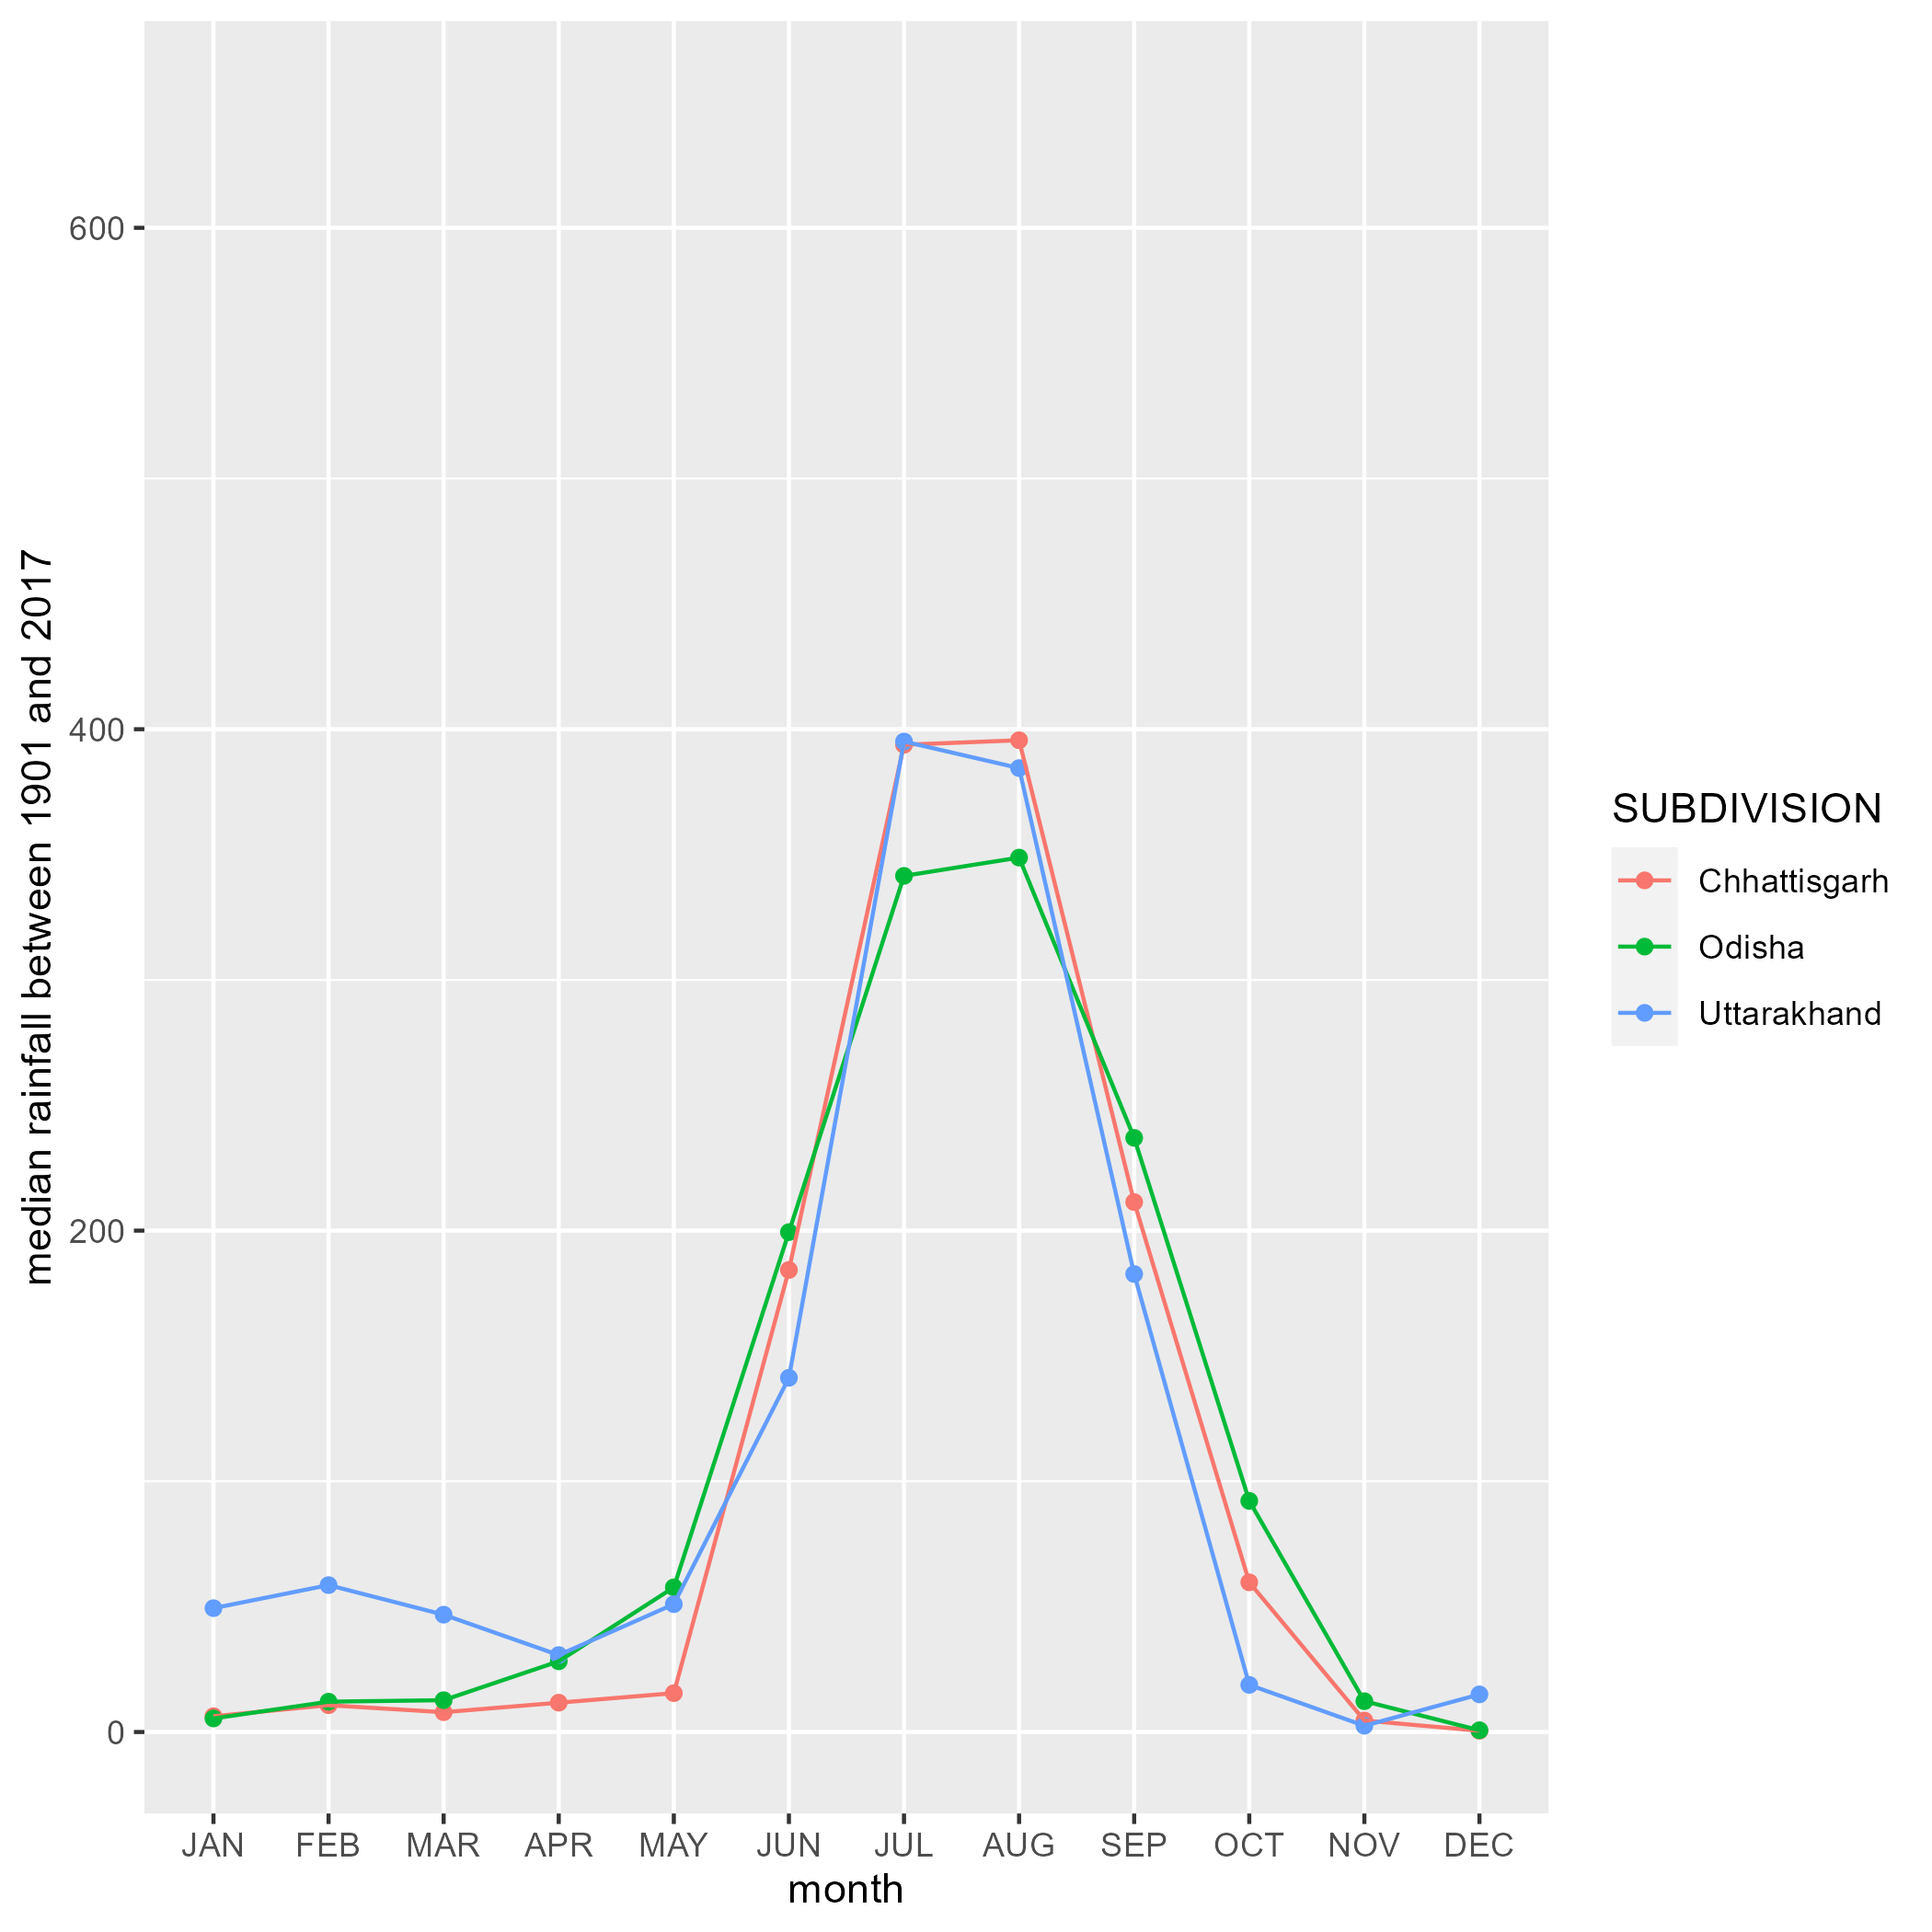 median rainfall between 1901 and 2017
600
400
200
0
JAN FEB MAR APR MAY JUN JUL AUG SEP OCT NOV DEC
month
SUBDIVISION
Chhattisgarh
Odisha
Uttarakhand